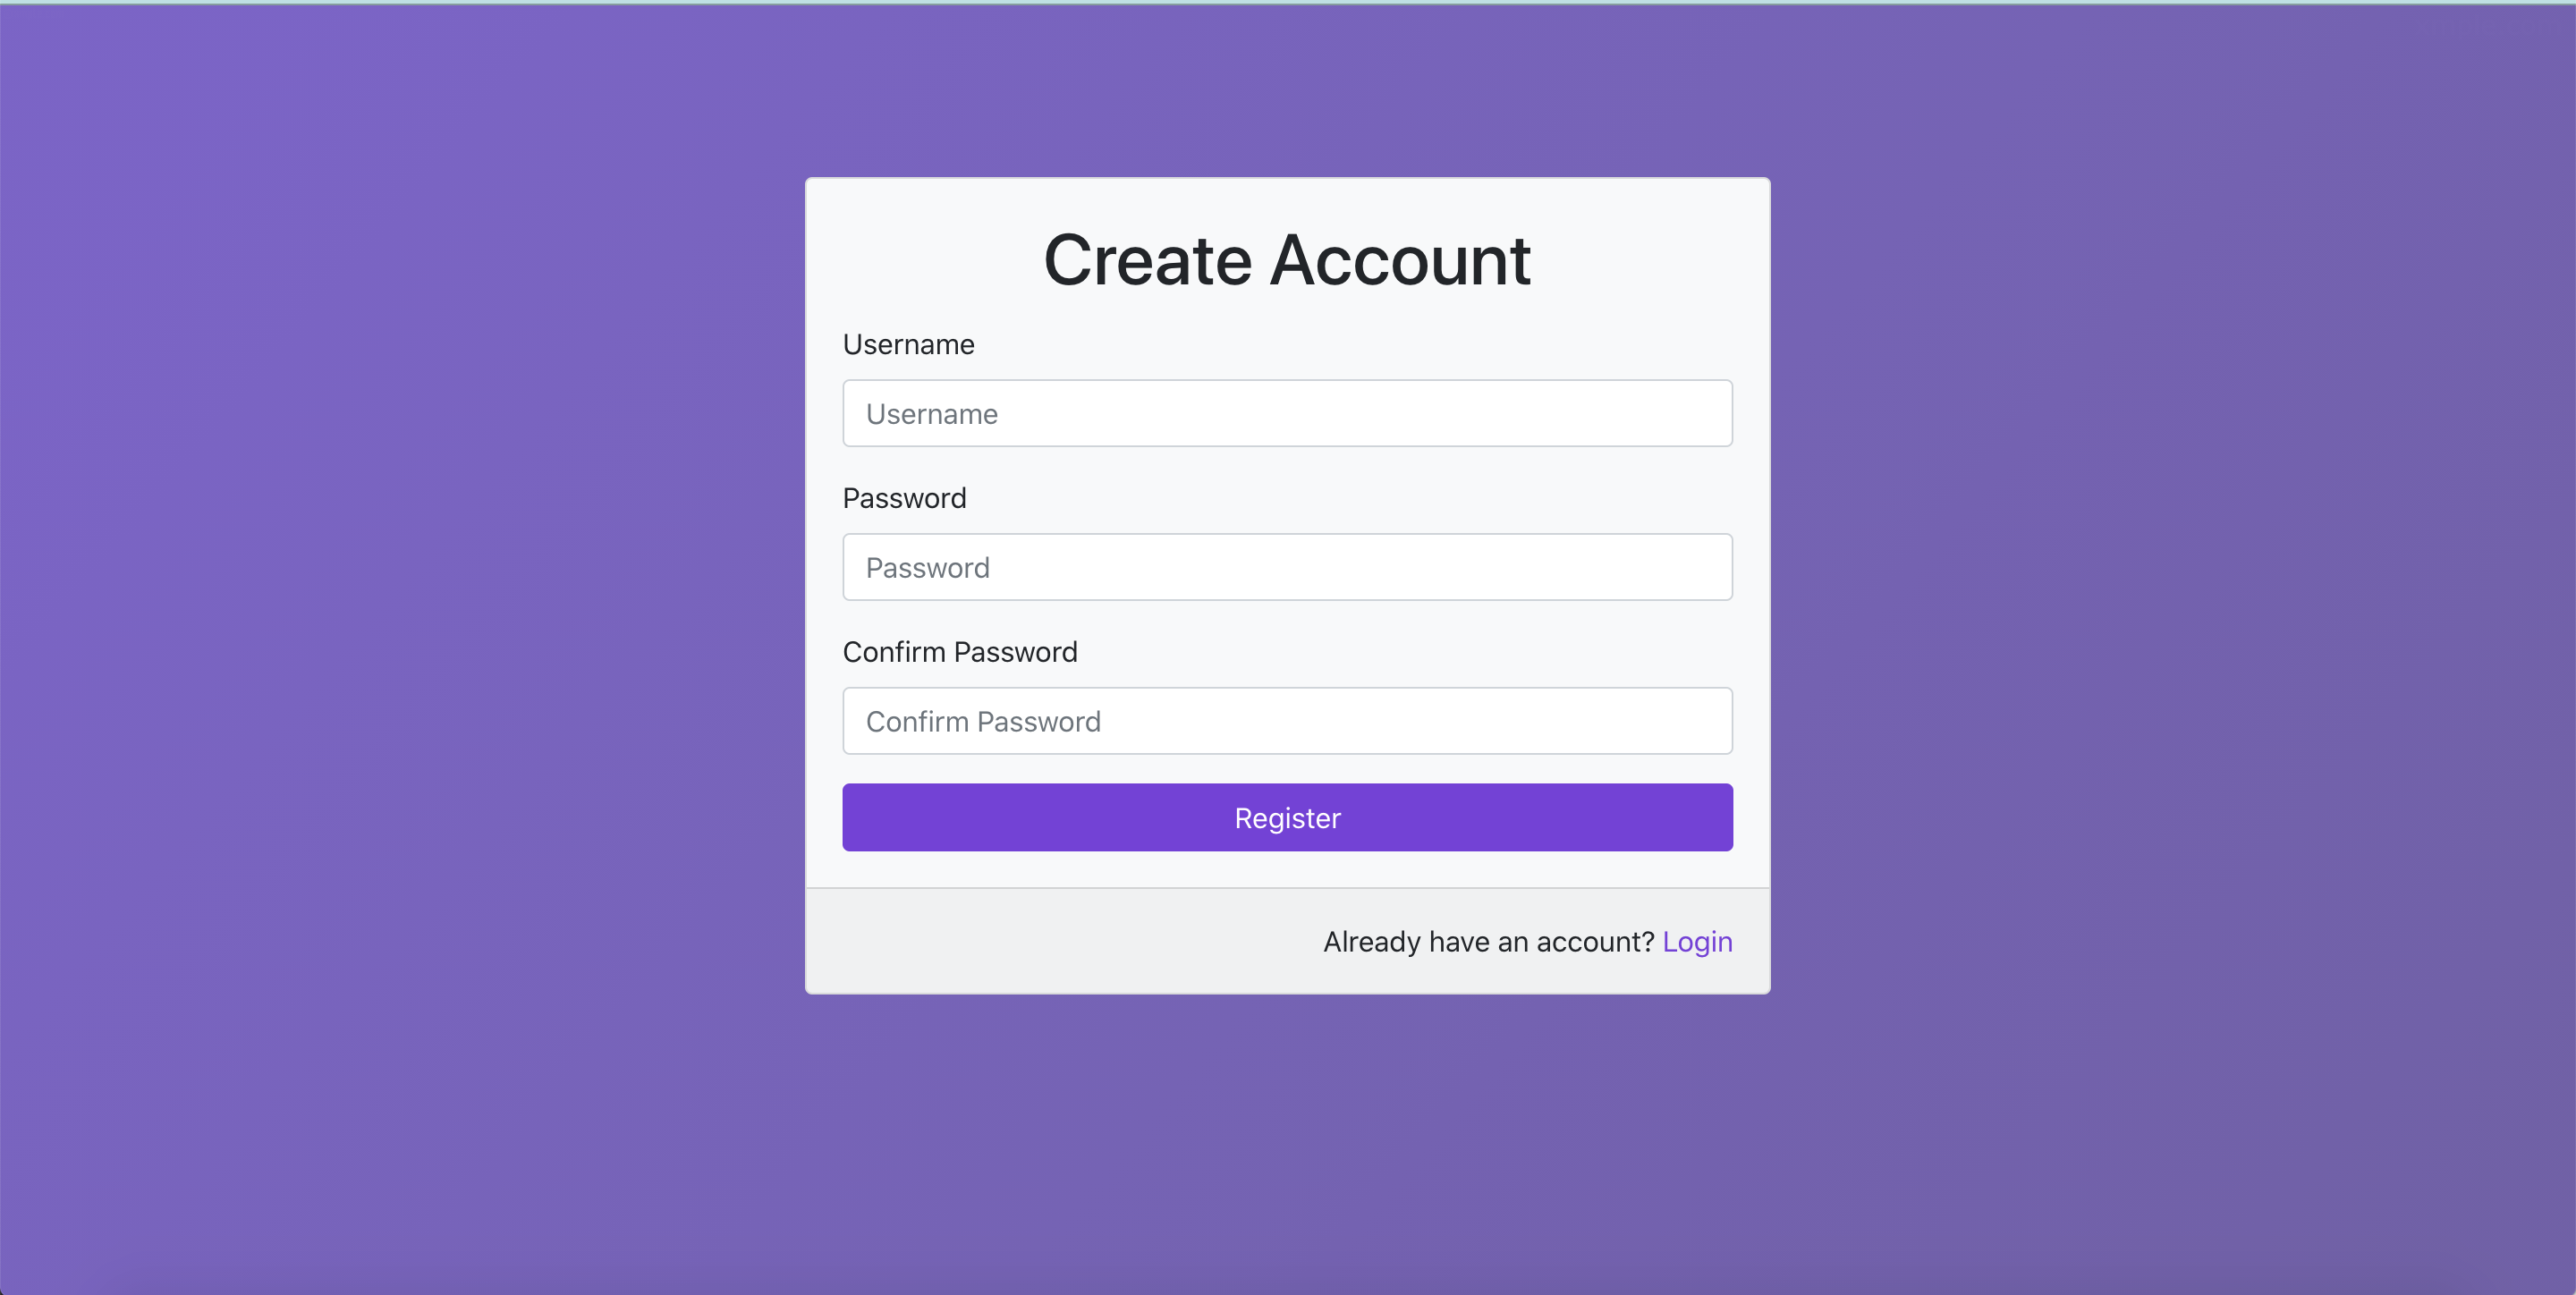 Create Account
Username
Username
Password
Password
Confirm Password
Confirm Password
Register
Already have an account? Login